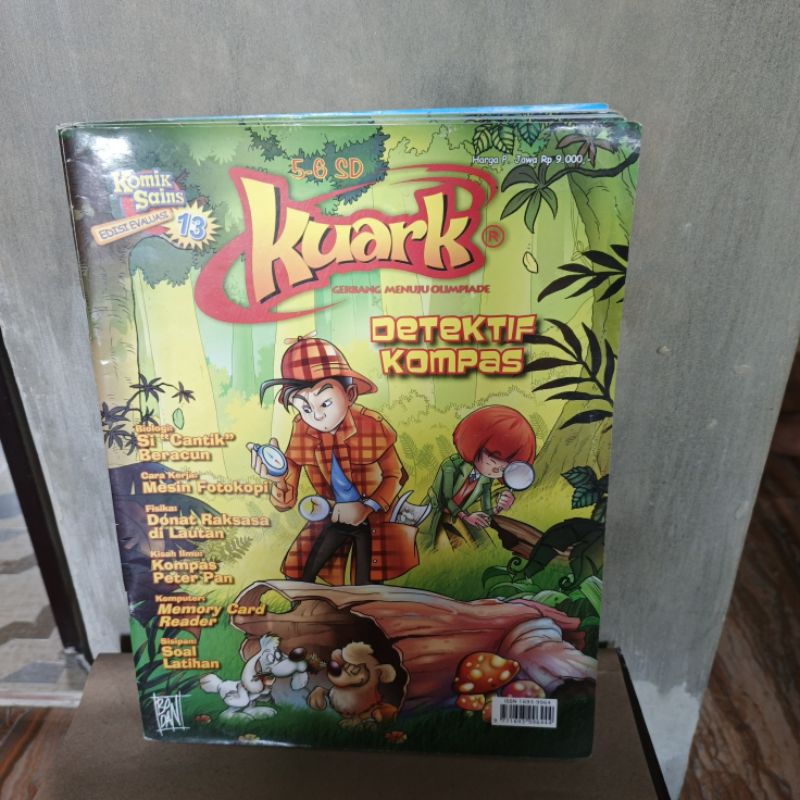 5-6 SD
Harga P. Jawa Rp 9.000,-
Komik
Sains
EDISI EVALUASI
13
Kuark®
GERBANG MENUJU OLIMPIADE
DETEKTIF
KOMPAS
Biologi:
Si "Cantik"
Beracun
Cara Kerja:
Mesin Fotokopi
Fisika:
Donat Raksasa
di Lautan
Kisah Ilmu:
Kompas
Peter Pan
Komputer:
Memory Card
Reader
Sisipan:
Soal
Latihan